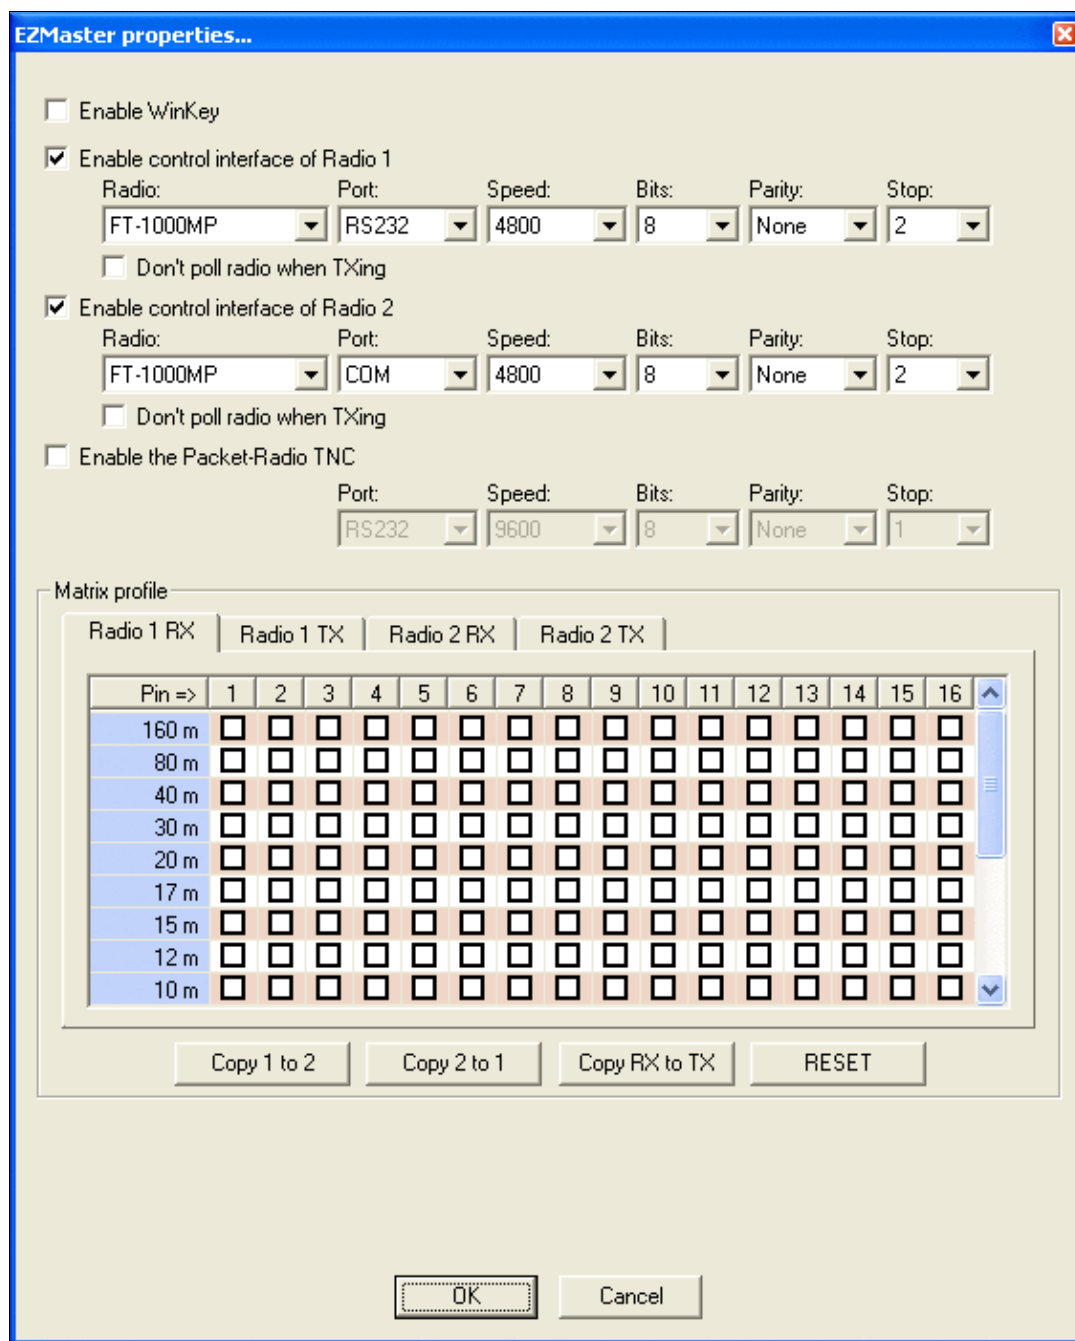 EZMaster properties...
Enable WinKey
Enable control interface of Radio 1
Radio: Port: Speed: Bits: Parity: Stop:
FT-1000MP RS232 4800 8 None 2
Don't poll radio when TXing
Enable control interface of Radio 2
Radio: Port: Speed: Bits: Parity: Stop:
FT-1000MP COM 4800 8 None 2
Don't poll radio when TXing
Enable the Packet-Radio TNC
Port: Speed: Bits: Parity: Stop:
RS232 9600 8 None 1
Matrix profile
Radio 1 RX Radio 1 TX Radio 2 RX Radio 2 TX
Pin => 1 2 3 4 5 6 7 8 9 10 11 12 13 14 15 16
160 m
80 m
40 m
30 m
20 m
17 m
15 m
12 m
10 m
Copy 1 to 2 Copy 2 to 1 Copy RX to TX RESET
OK Cancel